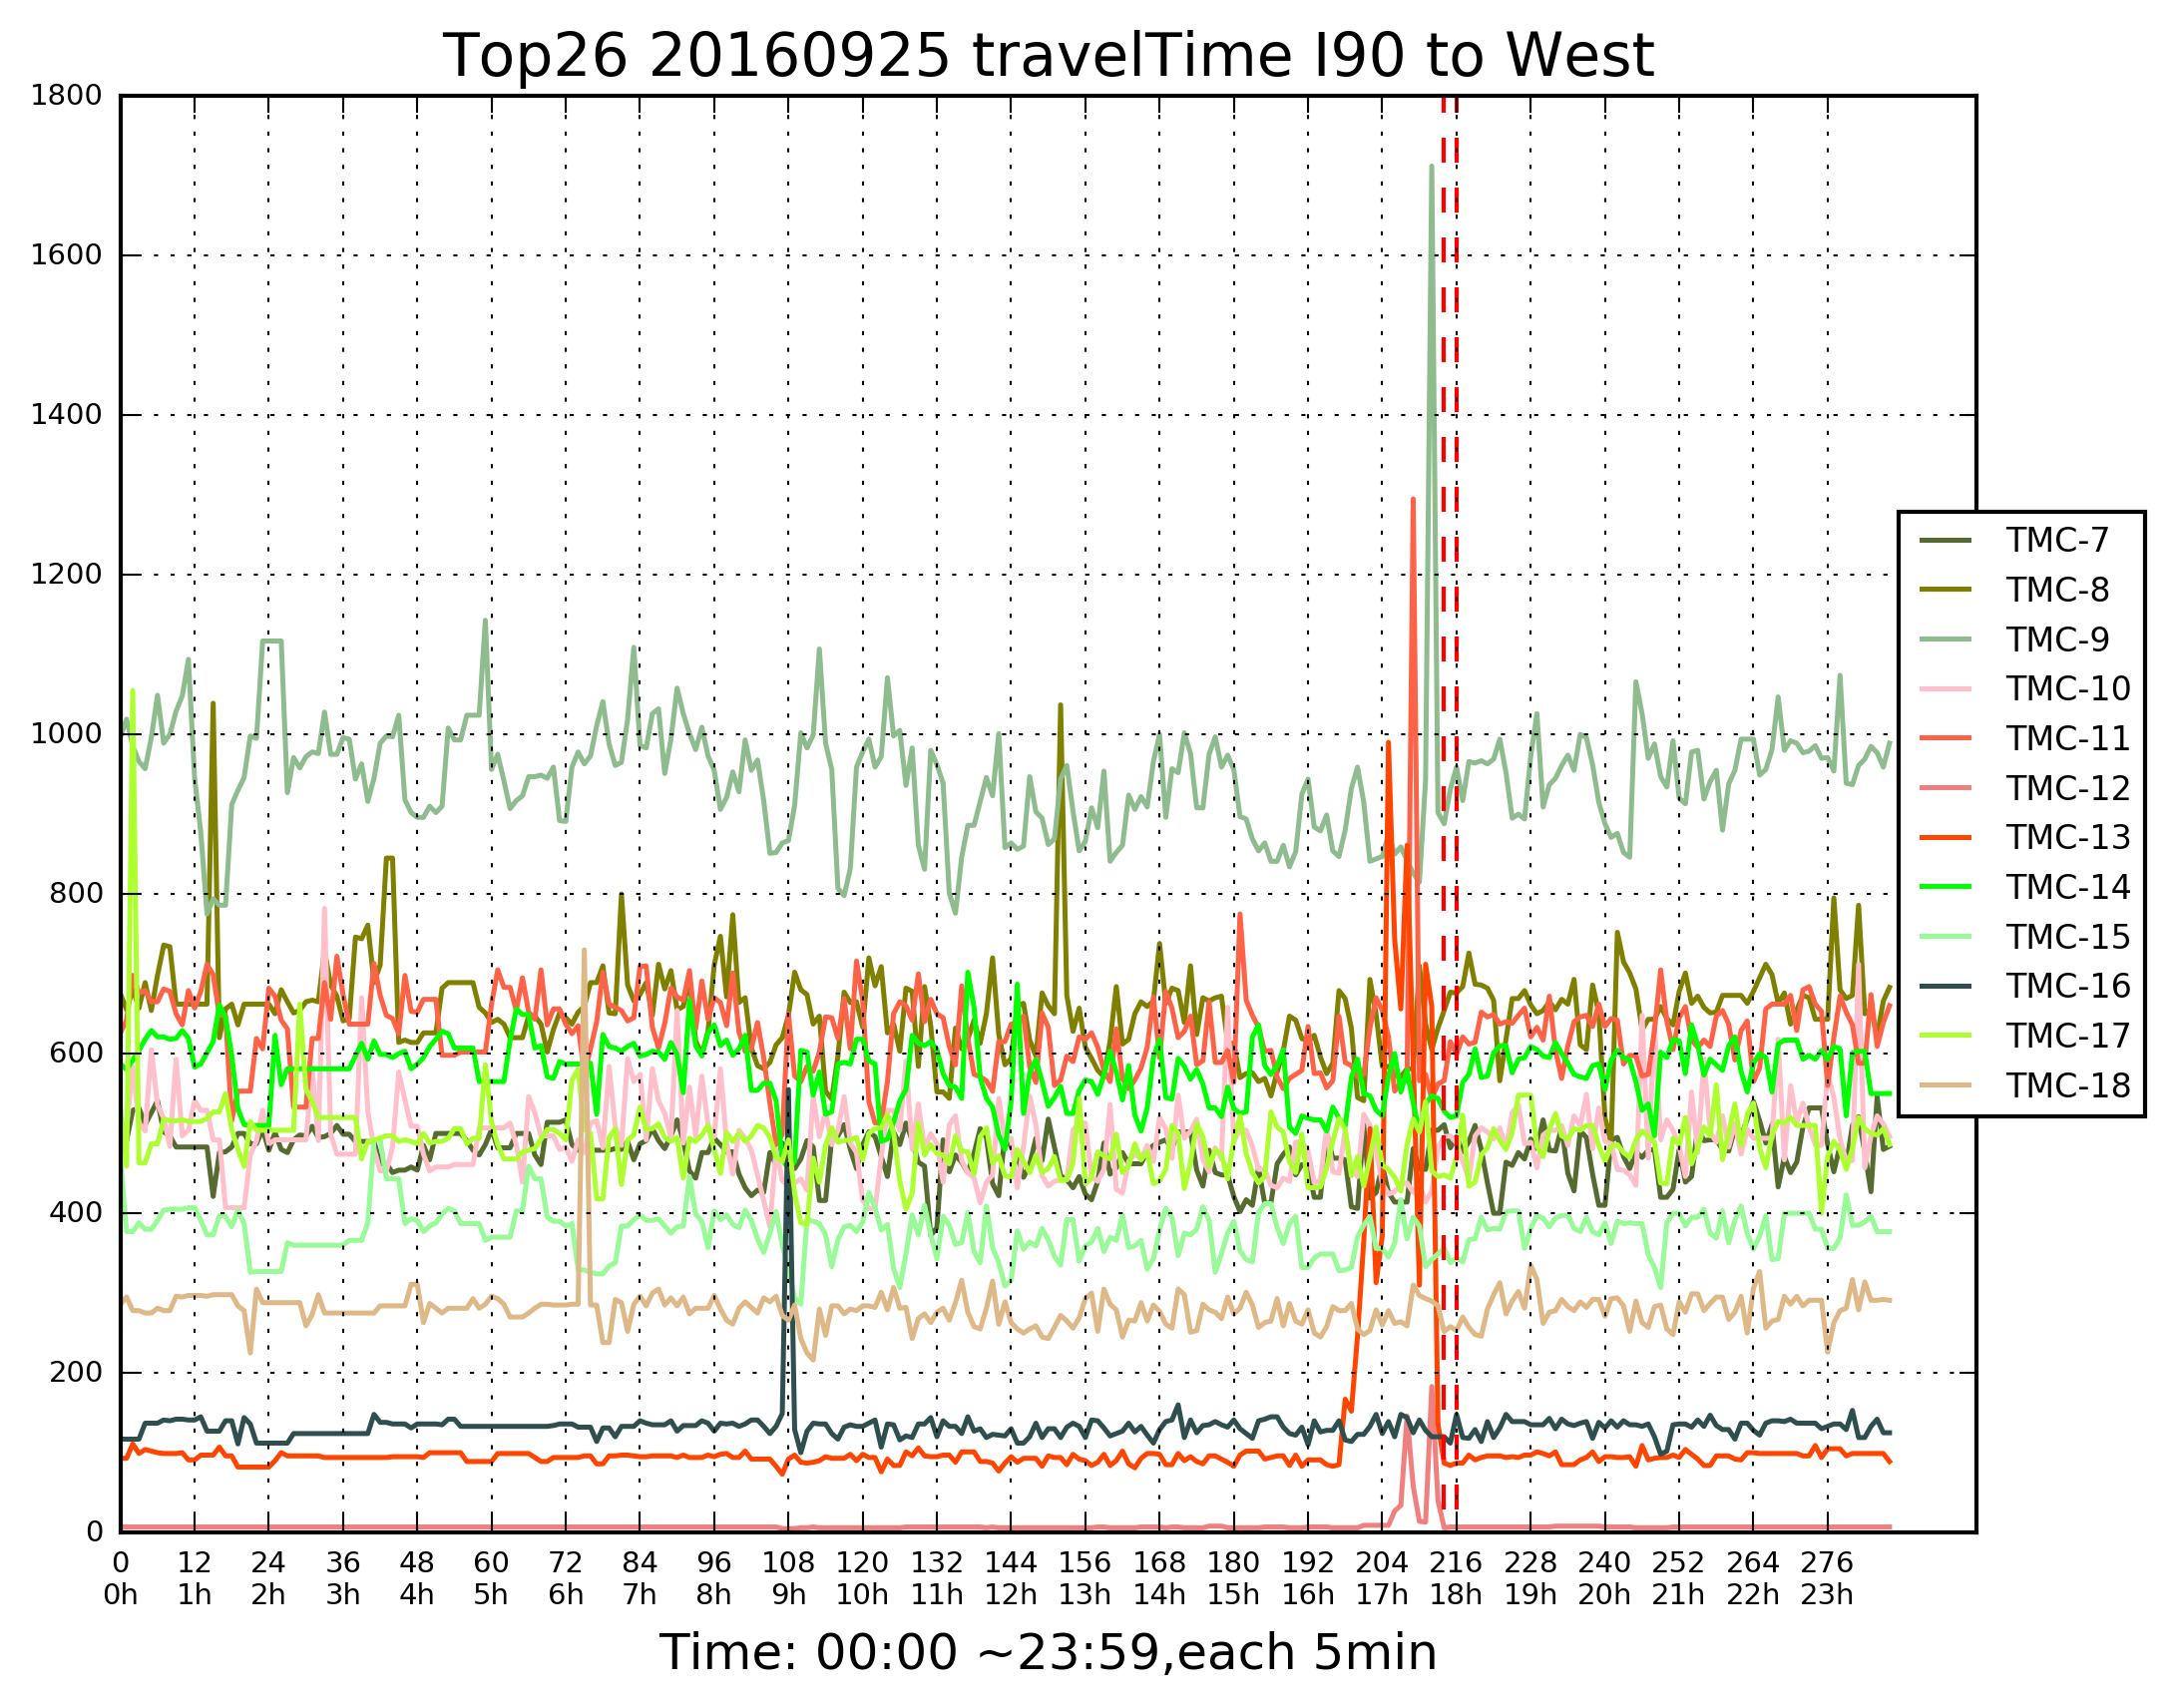 Top26 20160925 travelTime I90 to West
1800
1600
1400
1200
1000
800
600
400
200
0
TMC-7
TMC-8
TMC-9
TMC-10
TMC-11
TMC-12
TMC-13
TMC-14
TMC-15
TMC-16
TMC-17
TMC-18
0 12 24 36 48 60 72 84 96 108 120 132 144 156 168 180 192 204 216 228 240 252 264 276
0h 1h 2h 3h 4h 5h 6h 7h 8h 9h 10h 11h 12h 13h 14h 15h 16h 17h 18h 19h 20h 21h 22h 23h
Time: 00:00 ~23:59,each 5min